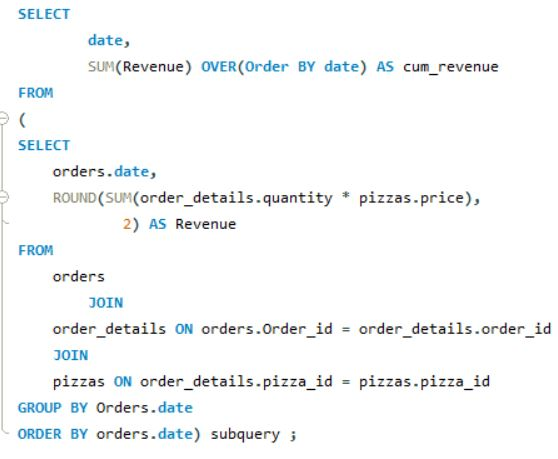 SELECT
date,
SUM(Revenue) OVER(Order BY date) AS cum_revenue
FROM
(
SELECT
orders.date,
ROUND(SUM(order_details.quantity * pizzas.price),
2) AS Revenue
FROM
orders
JOIN
order_details ON orders.Order_id = order_details.order_id
JOIN
pizzas ON order_details.pizza_id = pizzas.pizza_id
GROUP BY Orders.date
ORDER BY orders.date) subquery ;